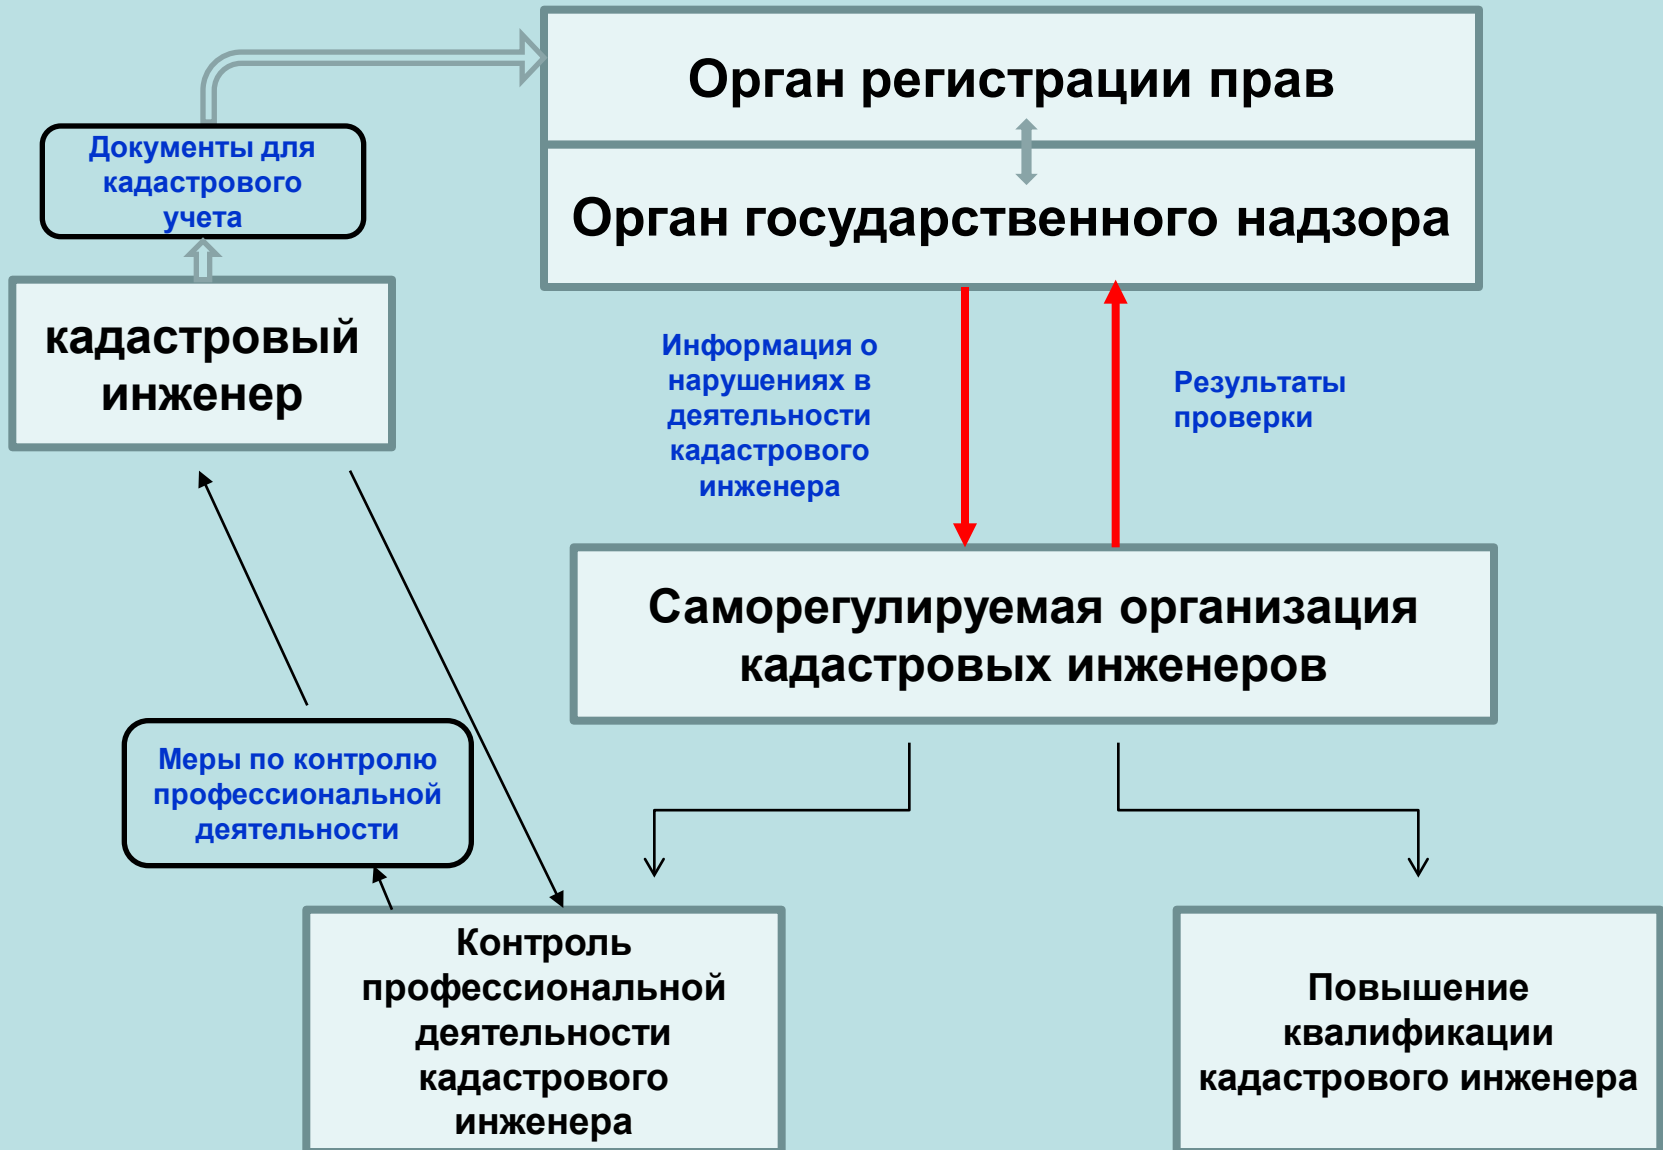 Орган регистрации прав
Документы для
кадастрового
учета
Орган государственного надзора
кадастровый
инженер
Информация о
нарушениях в
деятельности
кадастрового
инженера
Результаты
проверки
Саморегулируемая организация
кадастровых инженеров
Меры по контролю
профессиональной
деятельности
Контроль
профессиональной
деятельности
кадастрового
инженера
Повышение
квалификации
кадастрового инженера